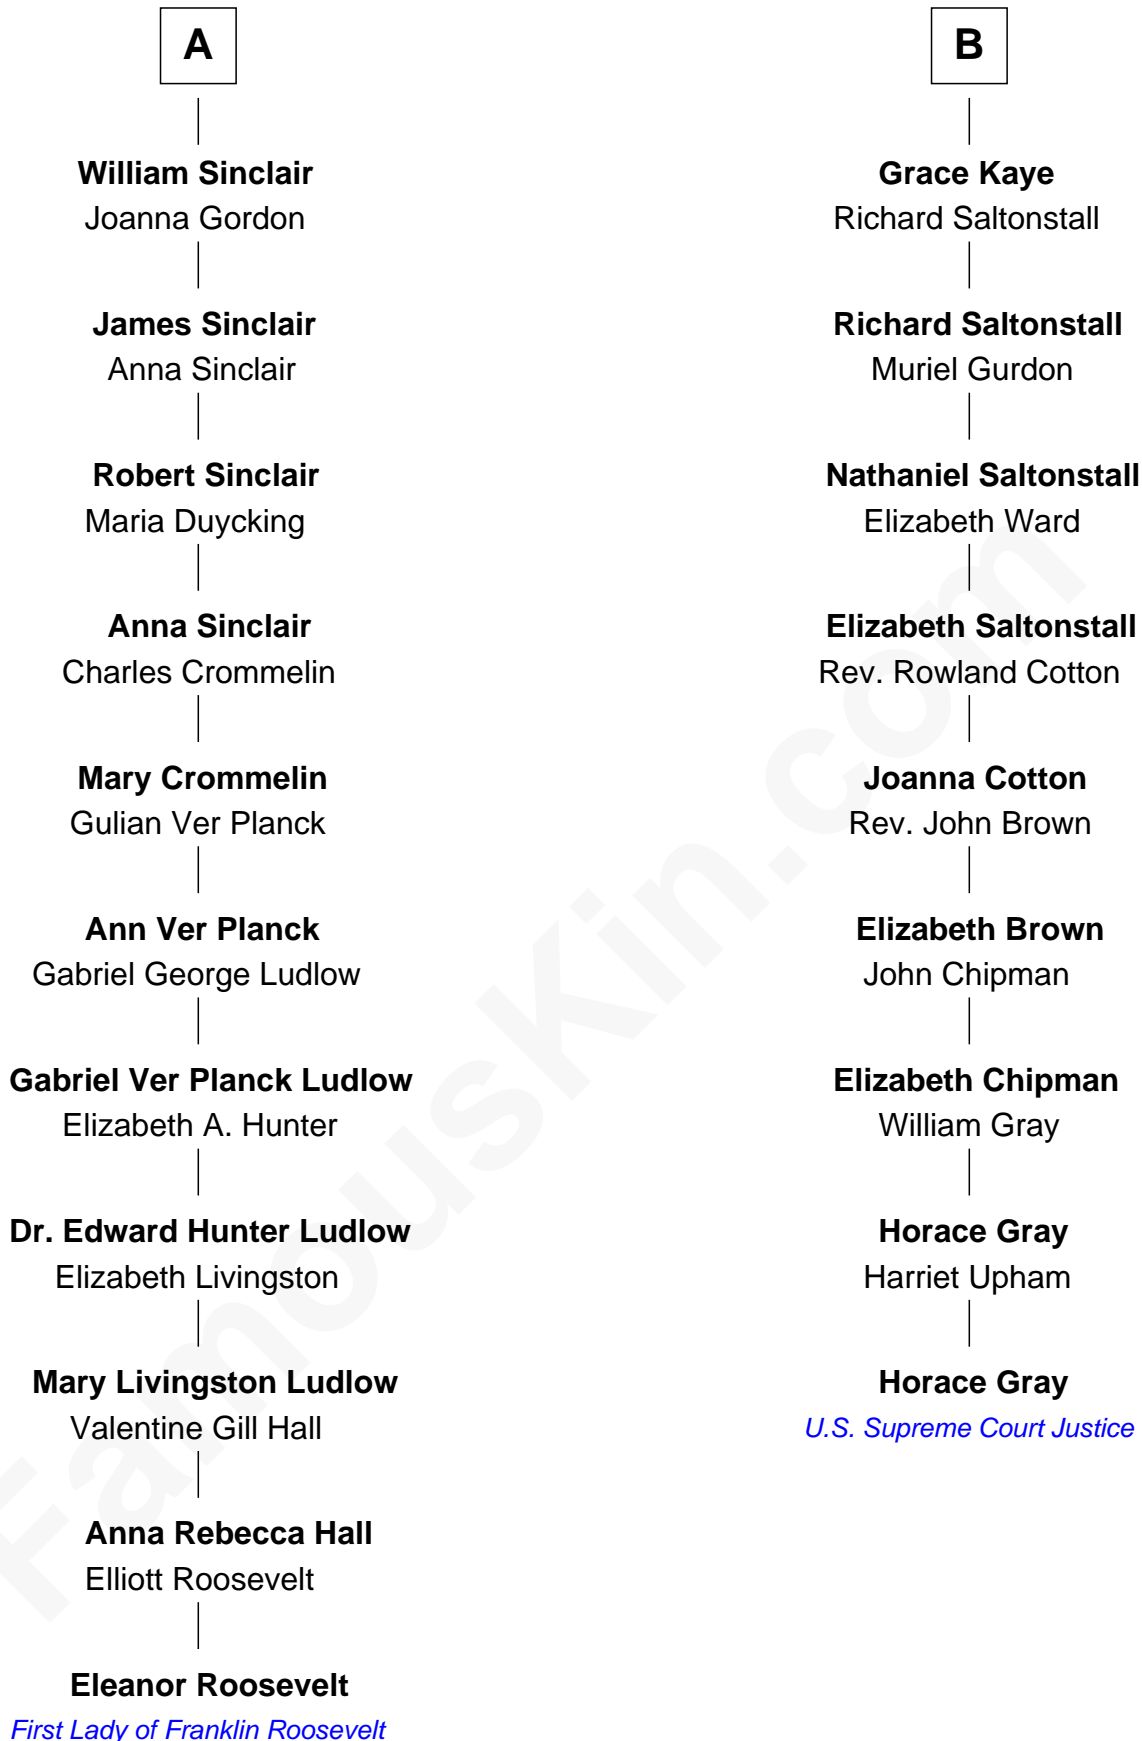 A
William Sinclair
Joanna Gordon
James Sinclair
Anna Sinclair
Robert Sinclair
Maria Duycking
Anna Sinclair
Charles Crommelin
Mary Crommelin
Gulian Ver Planck
Ann Ver Planck
Gabriel George Ludlow
Gabriel Ver Planck Ludlow
Elizabeth A. Hunter
Dr. Edward Hunter Ludlow
Elizabeth Livingston
Mary Livingston Ludlow
Valentine Gill Hall
Anna Rebecca Hall
Elliott Roosevelt
Eleanor Roosevelt
First Lady of Franklin Roosevelt
B
Grace Kaye
Richard Saltonstall
Richard Saltonstall
Muriel Gurdon
Nathaniel Saltonstall
Elizabeth Ward
Elizabeth Saltonstall
Rev. Rowland Cotton
Joanna Cotton
Rev. John Brown
Elizabeth Brown
John Chipman
Elizabeth Chipman
William Gray
Horace Gray
Harriet Upham
Horace Gray
U.S. Supreme Court Justice
FamousKin.com